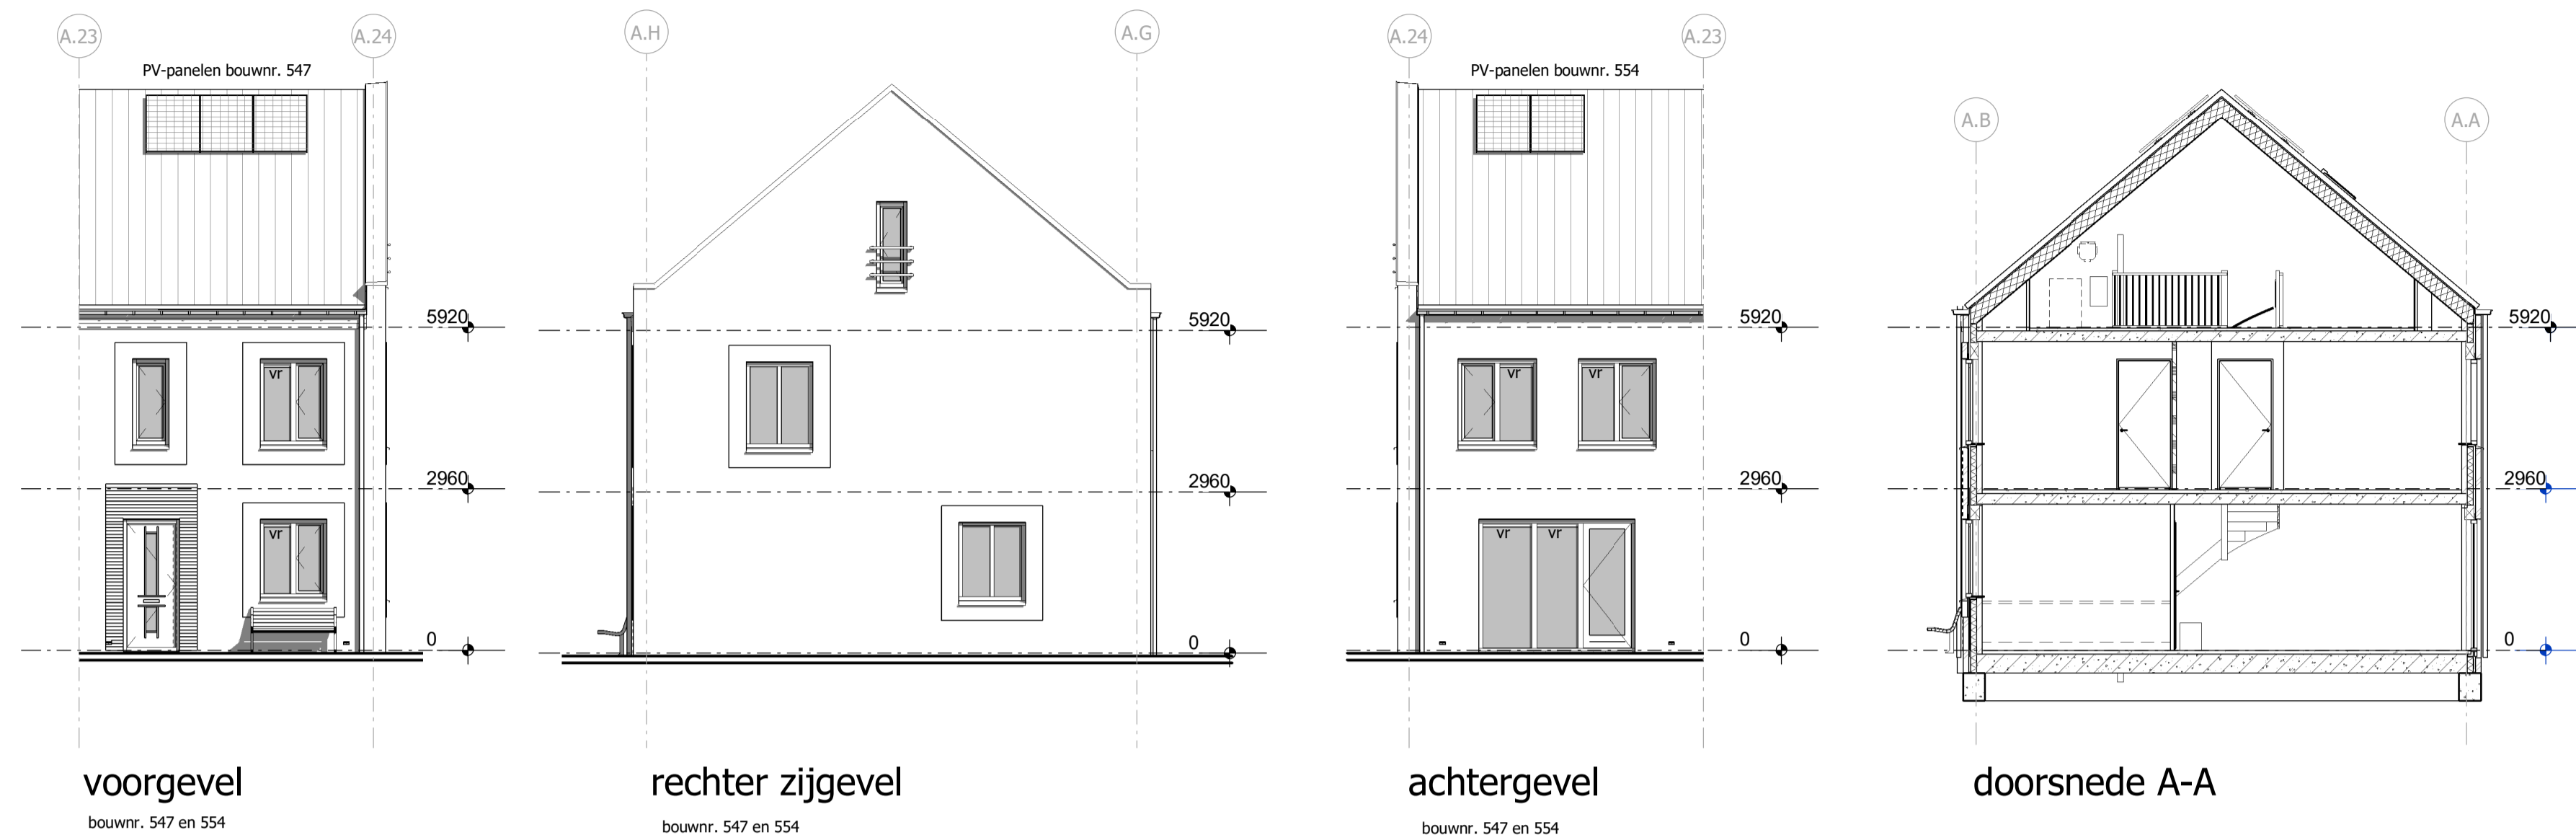 A.23
A.24
PV-panelen bouwnr. 547
5920
vr
2960
vr
0
voorgevel
bouwnr. 547 en 554
A.H
A.G
5920
2960
0
rechter zijgevel
bouwnr. 547 en 554
A.24
A.23
PV-panelen bouwnr. 554
5920
vr
vr
2960
vr
vr
0
achtergevel
bouwnr. 547 en 554
A.B
A.A
5920
2960
0
doorsnede A-A